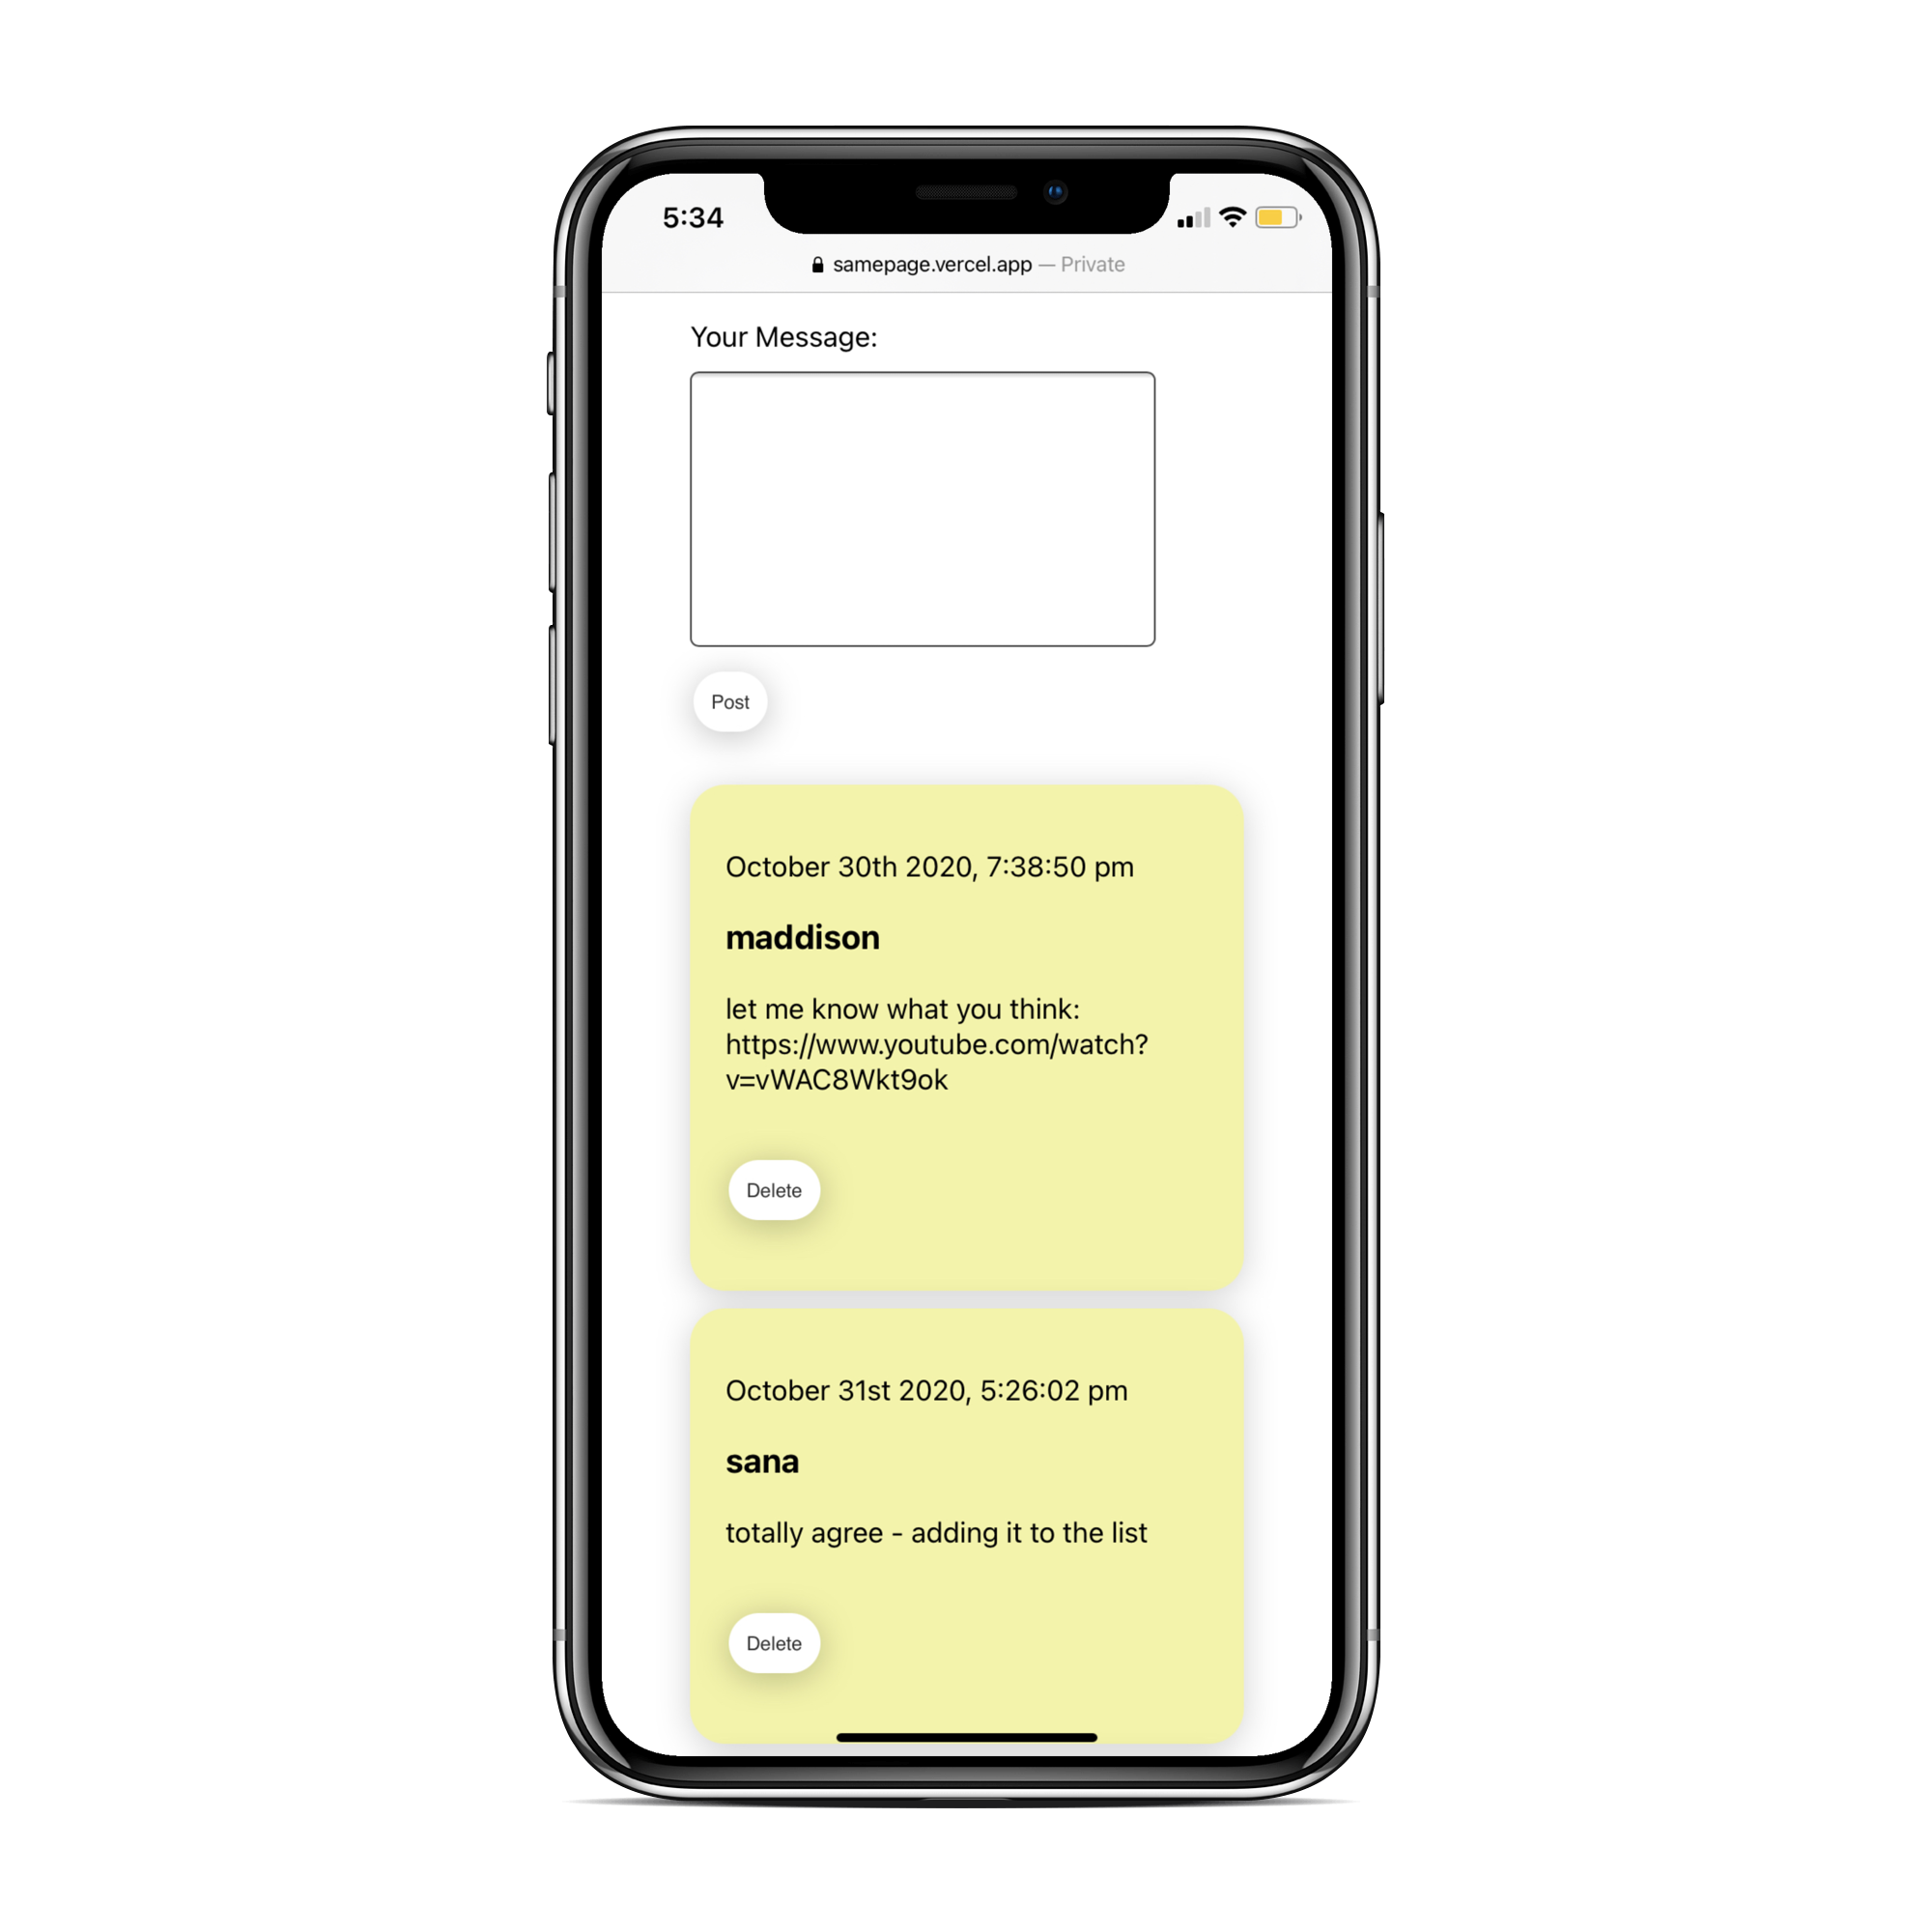 5:34
samepage.vercel.app — Private
Your Message:
Post
October 30th 2020, 7:38:50 pm
maddison
let me know what you think:
https://www.youtube.com/watch?
v=vWAC8Wkt9ok
Delete
October 31st 2020, 5:26:02 pm
sana
totally agree - adding it to the list
Delete